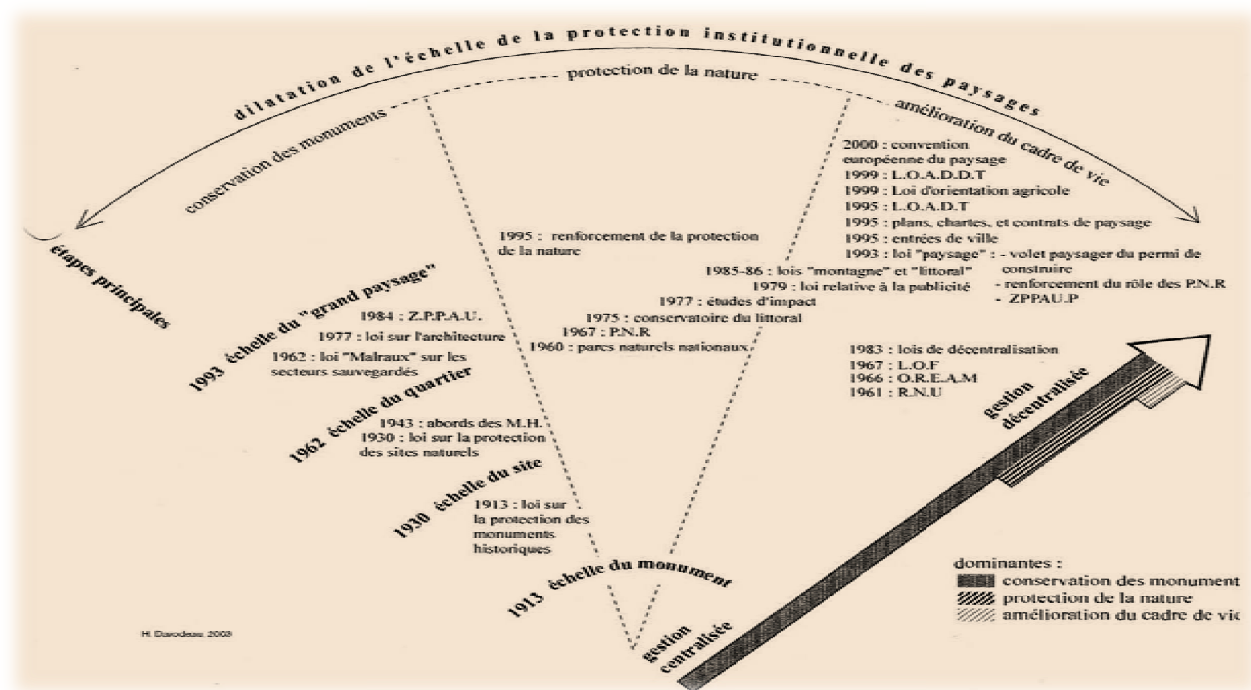 dilatation de l'échelle de la protection institutionnelle des paysages
conservation des monuments
protection de la nature
amélioration du cadre de vie
étapes principales
2000 : convention
européenne du paysage
1999 : L.O.A.D.D.T
1999 : Loi d'orientation agricole
1995 : L.O.A.D.T
1995 : plans, chartes, et contrats de paysage
1995 : entrées de ville
1993 : loi "paysage" : - volet paysager du permi de
construire
- renforcement du rôle des P.N.R
- ZPPAU.P
1995 : renforcement de la protection
de la nature
1985-86 : lois "montagne" et "littoral"
1979 : loi relative à la publicité
1977 : études d'impact
1975 : conservatoire du littoral
1967 : P.N.R
1960 : parcs naturels nationaux
1983 : lois de décentralisation
1967 : L.O.F
1966 : O.R.E.A.M
1961 : R.N.U
1993 échelle du "grand paysage"
1984 : Z.P.P.A.U.
1977 : loi sur l'architecture
1962 : loi "Malraux" sur les
secteurs sauvegardés
1962 échelle du quartier
1943 : abords des M.H.
1930 : loi sur la protection
des sites naturels
1930 échelle du site
1913 : loi sur
la protection des
monuments
historiques
1913 échelle du monument
gestion
centralisée
gestion
décentralisée
dominantes :
conservation des monument
protection de la nature
amélioration du cadre de vie
H. Davodeau, 2003